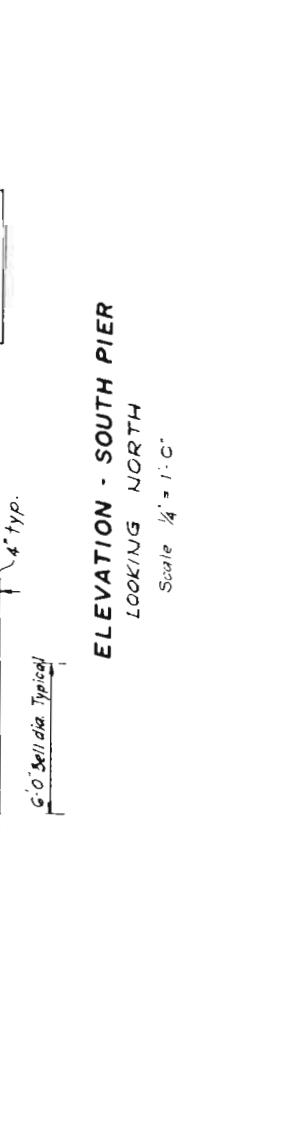 4" typ.
6'-0" Bell dia. Typical
ELEVATION - SOUTH PIER
LOOKING NORTH
Scale 1/4" = 1'-0"